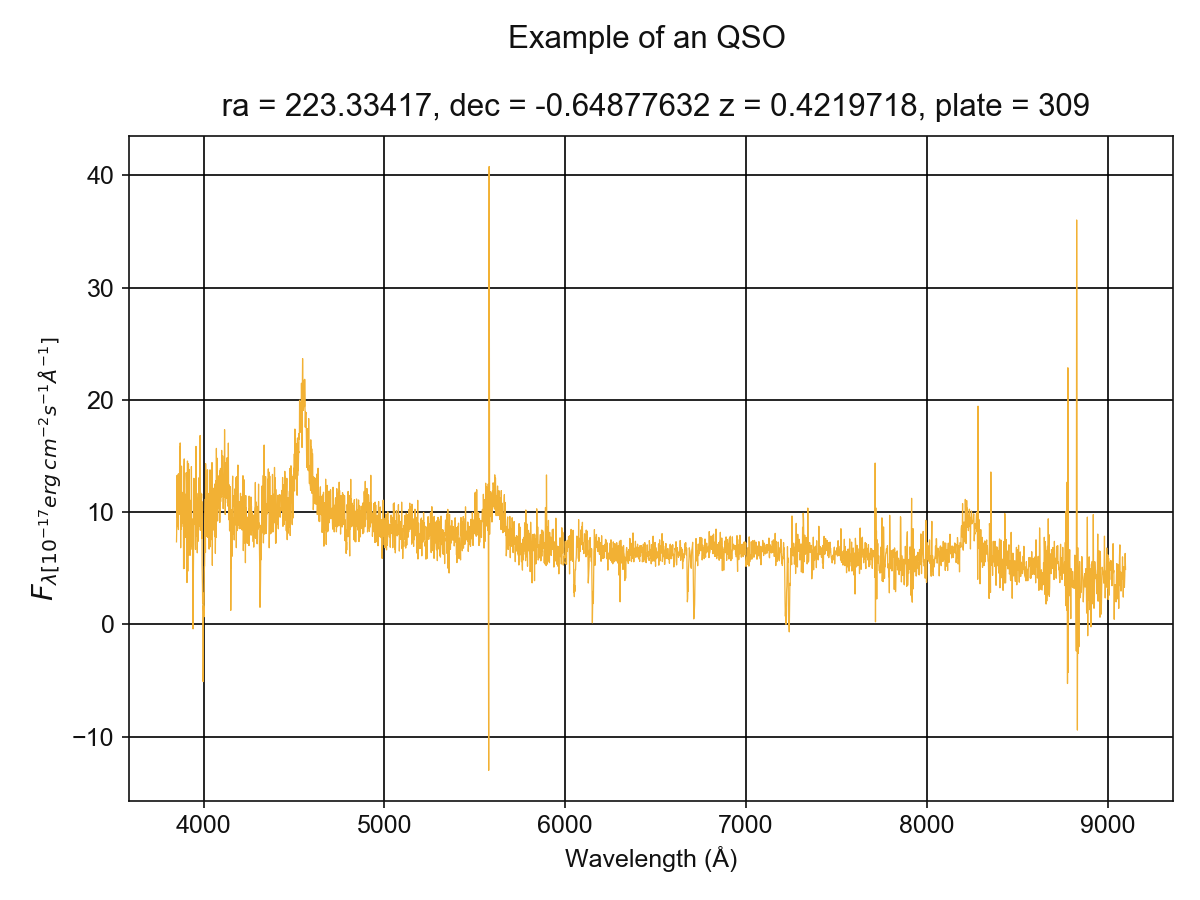 Example of an QSO
ra = 223.33417, dec = -0.64877632 z = 0.4219718, plate = 309
40
30
20
10
0
−10
F_{λ[10^{−17}erg cm^{−2}s^{−1}Å^{−1}]}
4000 5000 6000 7000 8000 9000
Wavelength (Å)